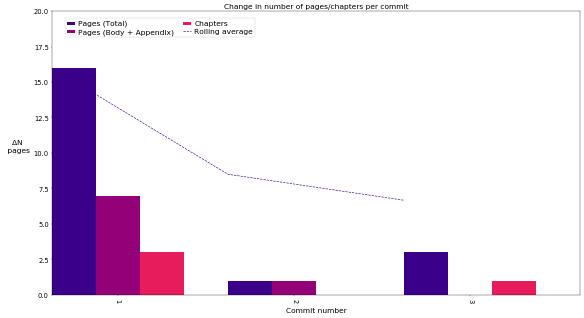 Change in number of pages/chapters per commit
Pages (Total)
Pages (Body + Appendix)
Chapters
Rolling average
20.0
17.5
15.0
12.5
10.0
7.5
5.0
2.5
0.0
ΔN
pages
1
2
3
Commit number